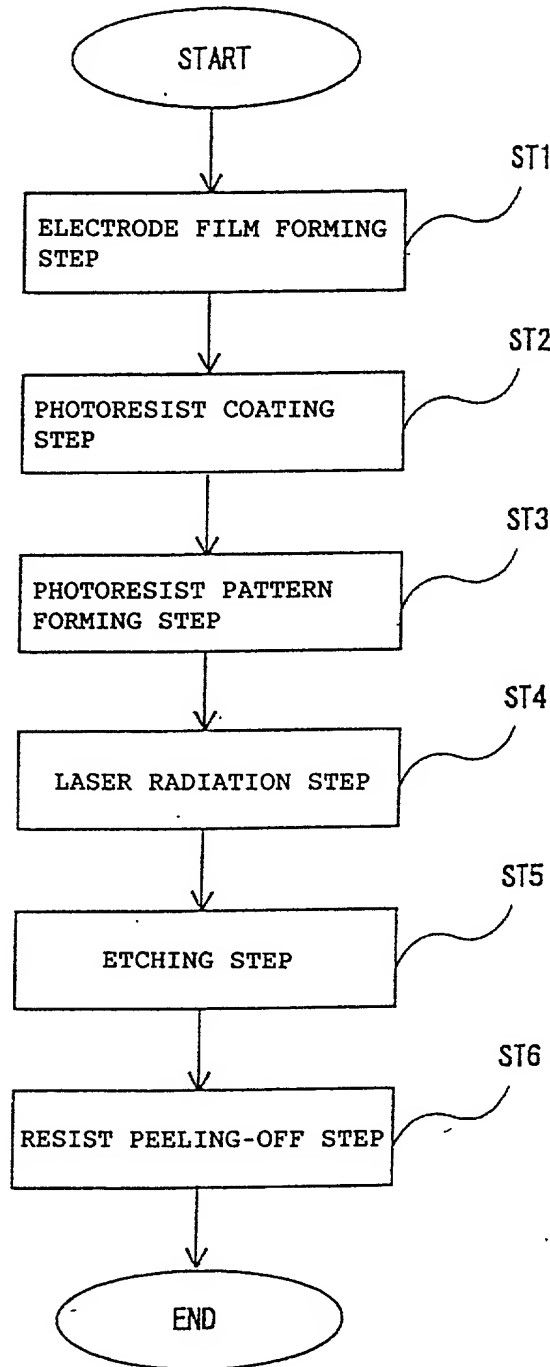 START
ST1
ELECTRODE FILM FORMING
STEP
ST2
PHOTORESIST COATING
STEP
ST3
PHOTORESIST PATTERN
FORMING STEP
ST4
LASER RADIATION STEP
ST5
ETCHING STEP
ST6
RESIST PEELING-OFF STEP
END